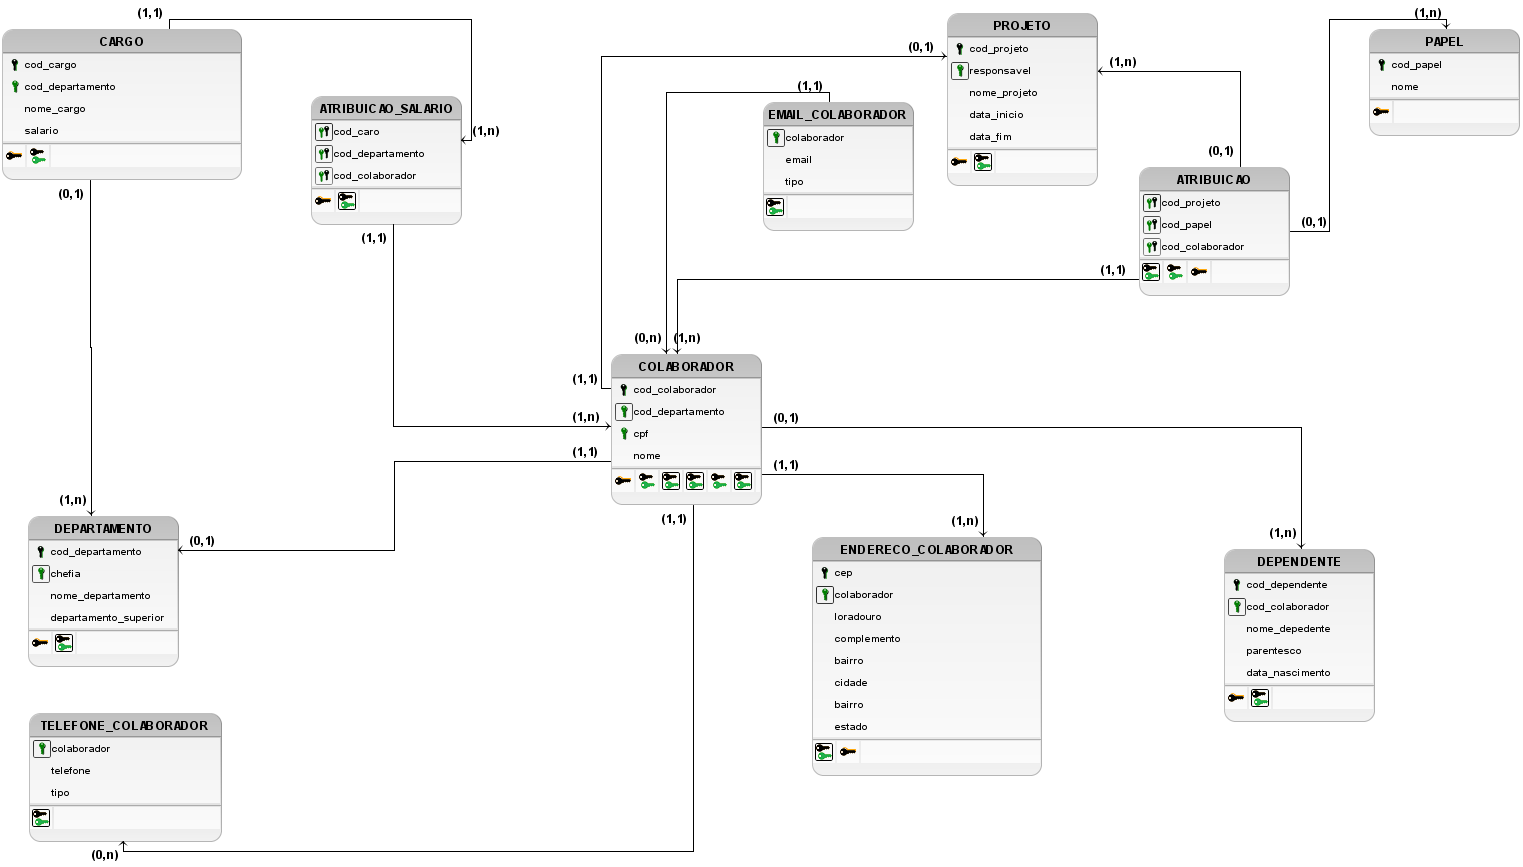 (1,1)
CARGO
cod_cargo
cod_departamento
nome_cargo
salario
(0,1)
ATRIBUICAO_SALARIO
cod_caro
cod_departamento
cod_colaborador
(1,n)
(1,1)
(1,1)
EMAIL_COLABORADOR
colaborador
email
tipo
(0,1)
PROJETO
cod_projeto
responsavel
nome_projeto
data_inicio
data_fim
(1,n)
(1,n)
PAPEL
cod_papel
nome
(0,1)
ATRIBUICAO
cod_projeto
cod_papel
cod_colaborador
(0,1)
(1,1)
(0,n)
(1,n)
(1,1)
COLABORADOR
cod_colaborador
cod_departamento
cpf
nome
(1,n)
(1,1)
(0,1)
(1,1)
(1,1)
(1,n)
DEPARTAMENTO
cod_departamento
chefia
nome_departamento
departamento_superior
(0,1)
(1,n)
ENDERECO_COLABORADOR
cep
colaborador
loradouro
complemento
bairro
cidade
bairro
estado
(1,n)
DEPENDENTE
cod_dependente
cod_colaborador
nome_depedente
parentesco
data_nascimento
TELEFONE_COLABORADOR
colaborador
telefone
tipo
(0,n)